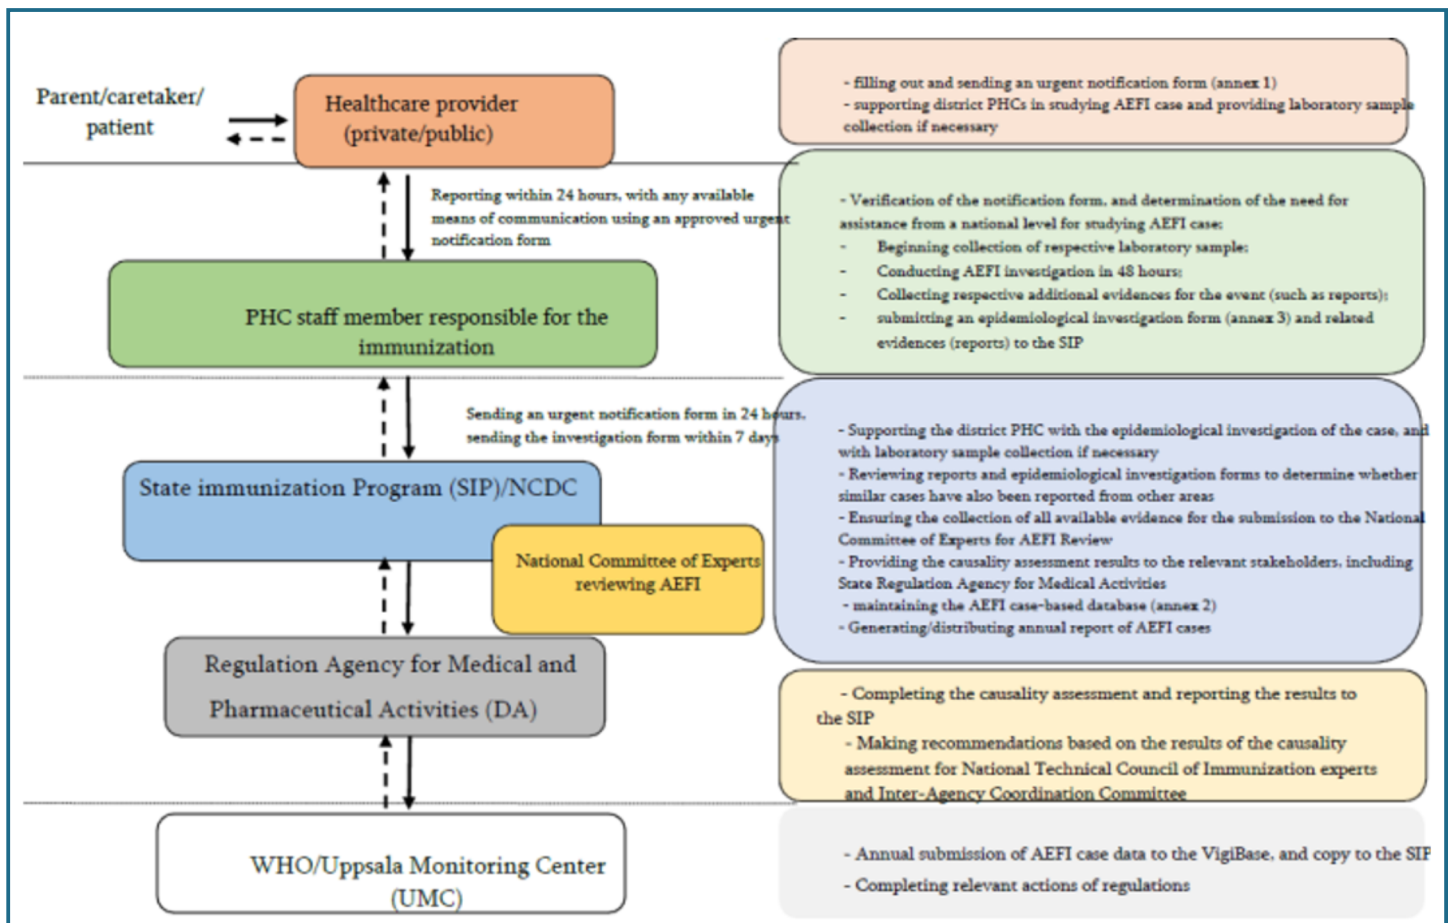 Parent/caretaker/
patient
Healthcare provider
(private/public)
- filling out and sending an urgent notification form (annex 1)
- supporting district PHCs in studying AEFI case and providing laboratory sample
collection if necessary
Reporting within 24 hours, with any available
means of communication using an approved urgent
notification form
PHC staff member responsible for the
immunization
- Verification of the notification form, and determination of the need for
assistance from a national level for studying AEFI case;
- Beginning collection of respective laboratory sample;
- Conducting AEFI investigation in 48 hours;
- Collecting respective additional evidences for the event (such as reports);
- submitting an epidemiological investigation form (annex 3) and related
evidences (reports) to the SIP
Sending an urgent notification form in 24 hours,
sending the investigation form within 7 days
State immunization Program (SIP)/NCDC
National Committee of Experts
reviewing AEFI
- Supporting the district PHC with the epidemiological investigation of the case, and
with laboratory sample collection if necessary
- Reviewing reports and epidemiological investigation forms to determine whether
similar cases have also been reported from other areas
- Ensuring the collection of all available evidence for the submission to the National
Committee of Experts for AEFI Review
- Providing the causality assessment results to the relevant stakeholders, including
State Regulation Agency for Medical Activities
- maintaining the AEFI case-based database (annex 2)
- Generating/distributing annual report of AEFI cases
Regulation Agency for Medical and
Pharmaceutical Activities (DA)
- Completing the causality assessment and reporting the results to
the SIP
- Making recommendations based on the results of the causality
assessment for National Technical Council of Immunization experts
and Inter-Agency Coordination Committee
WHO/Uppsala Monitoring Center
(UMC)
- Annual submission of AEFI case data to the VigiBase, and copy to the SIP
- Completing relevant actions of regulations